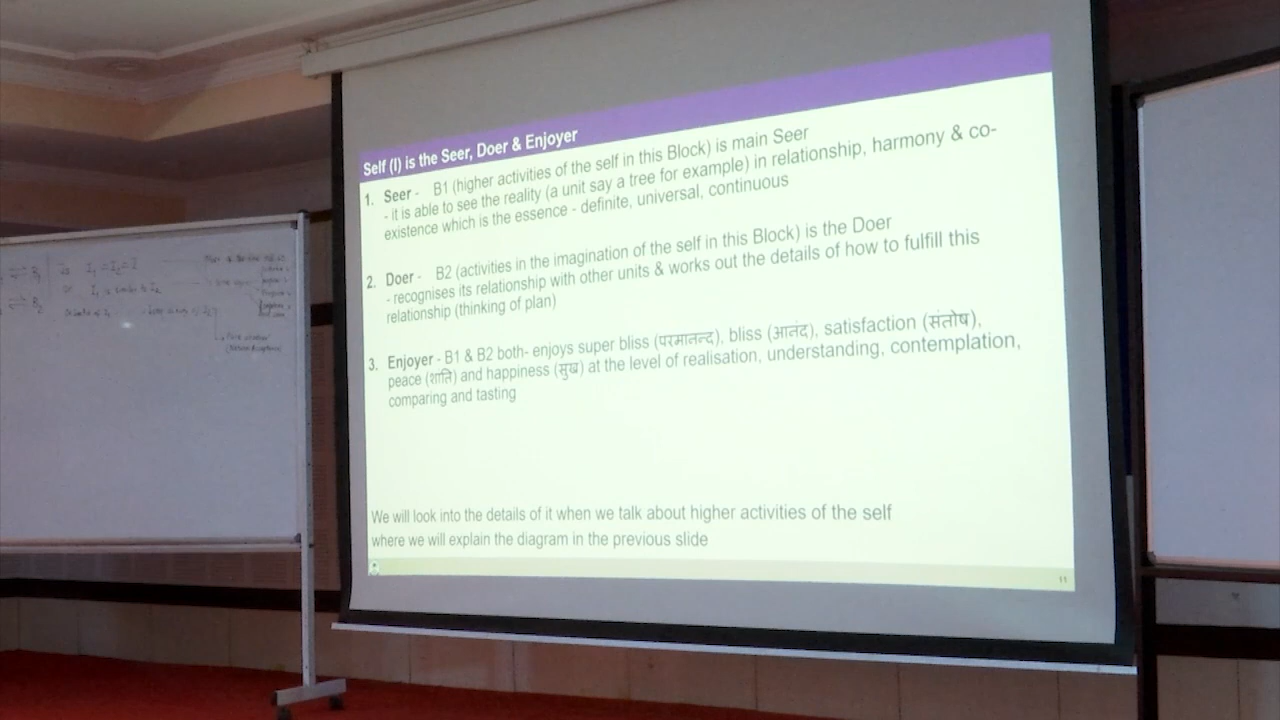 Self (I) is the Seer, Doer & Enjoyer
1. Seer - B1 (higher activities of the self in this Block) is main Seer
- it is able to see the reality (a unit say a tree for example) in relationship, harmony & co-
existence which is the essence - definite, universal, continuous
2. Doer - B2 (activities in the imagination of the self in this Block) is the Doer
- recognises its relationship with other units & works out the details of how to fulfill this
relationship (thinking of plan)
3. Enjoyer - B1 & B2 both- enjoys super bliss (परमानन्द), bliss (आनंद), satisfaction (संतोष),
peace (शांति) and happiness (सुख) at the level of realisation, understanding, contemplation,
comparing and tasting
We will look into the details of it when we talk about higher activities of the self
where we will explain the diagram in the previous slide
11